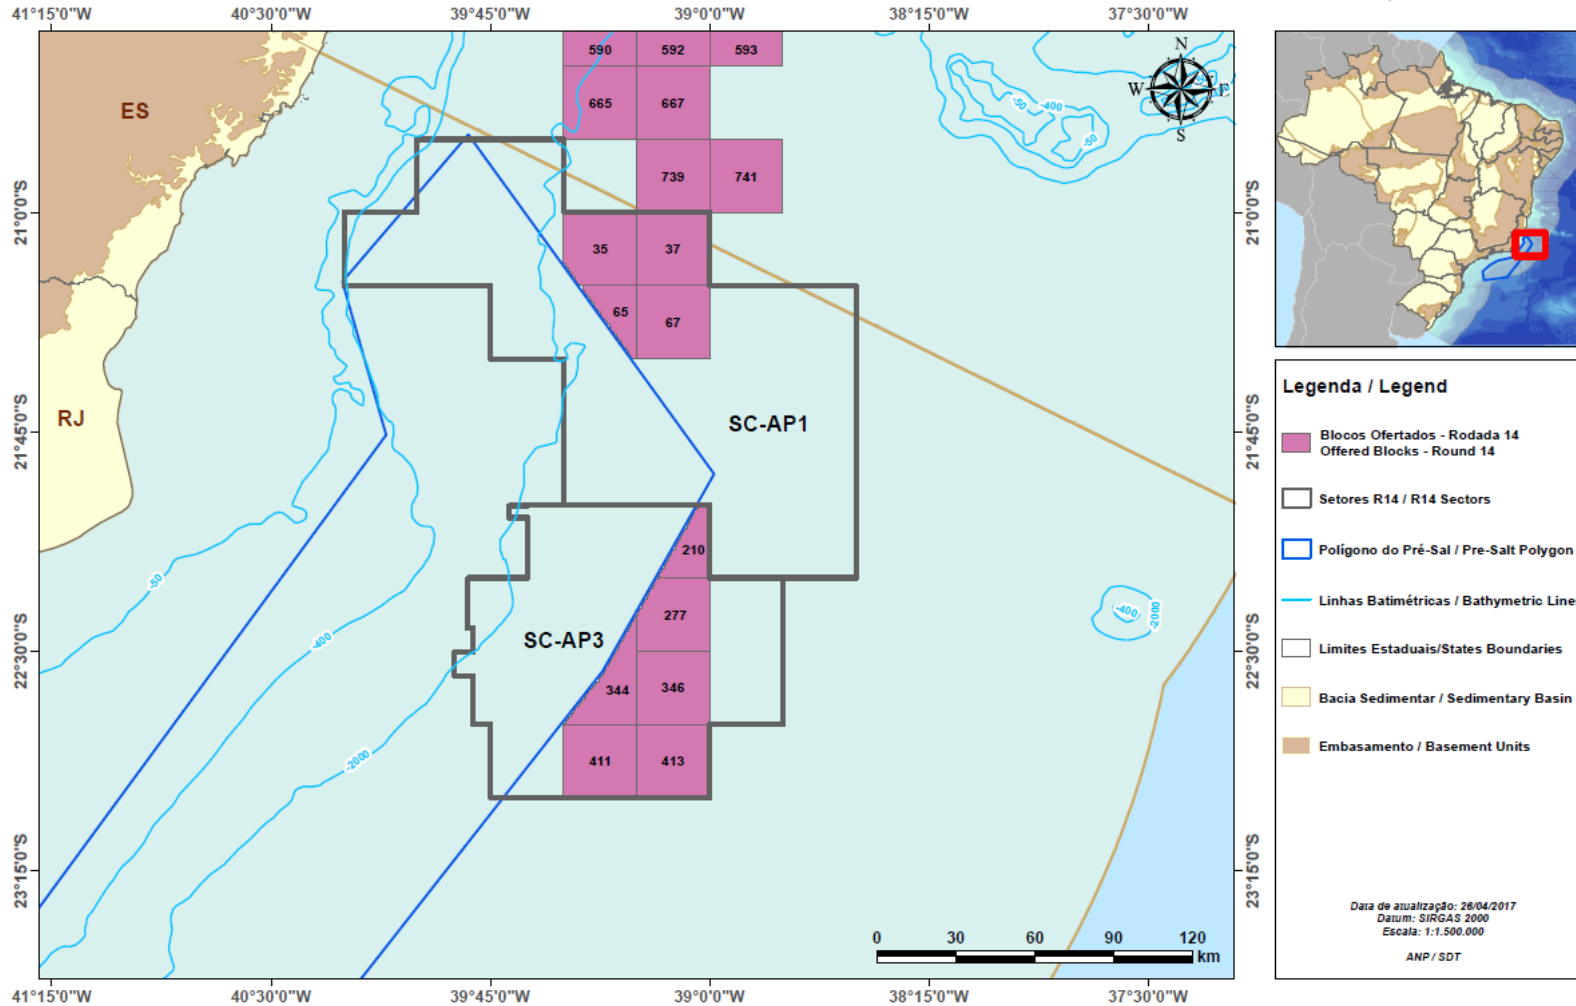 41°15'0"W 40°30'0"W 39°45'0"W 39°0'0"W 38°15'0"W 37°30'0"W
590 592 593
N
W E
S
-50 -400 -50
665 667
ES
739 741
21°0'0"S 21°0'0"S
35 37
65 67
RJ
SC-AP1
21°45'0"S 21°45'0"S
210
-50
277
-400 -2000
-400
SC-AP3
22°30'0"S 22°30'0"S
344 346
-2000
411 413
23°15'0"S 23°15'0"S
0 30 60 90 120
km
41°15'0"W 40°30'0"W 39°45'0"W 39°0'0"W 38°15'0"W 37°30'0"W
Legenda / Legend
Blocos Ofertados - Rodada 14
Offered Blocks - Round 14
Setores R14 / R14 Sectors
Polígono do Pré-Sal / Pre-Salt Polygon
Linhas Batimétricas / Bathymetric Lines
Limites Estaduais/States Boundaries
Bacia Sedimentar / Sedimentary Basin
Embasamento / Basement Units
Data de atualização: 26/04/2017
Datum: SIRGAS 2000
Escala: 1:1.500.000
ANP / SDT